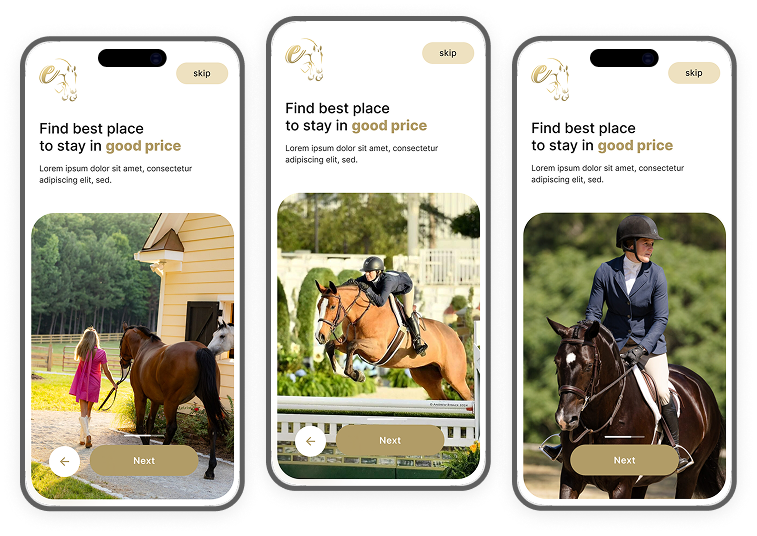 e
skip
Find best place
to stay in good price
Lorem ipsum dolor sit amet, consectetur
adipiscing elit, sed.
Next
e
skip
Find best place
to stay in good price
Lorem ipsum dolor sit amet, consectetur
adipiscing elit, sed.
Next
e
skip
Find best place
to stay in good price
Lorem ipsum dolor sit amet, consectetur
adipiscing elit, sed.
Next